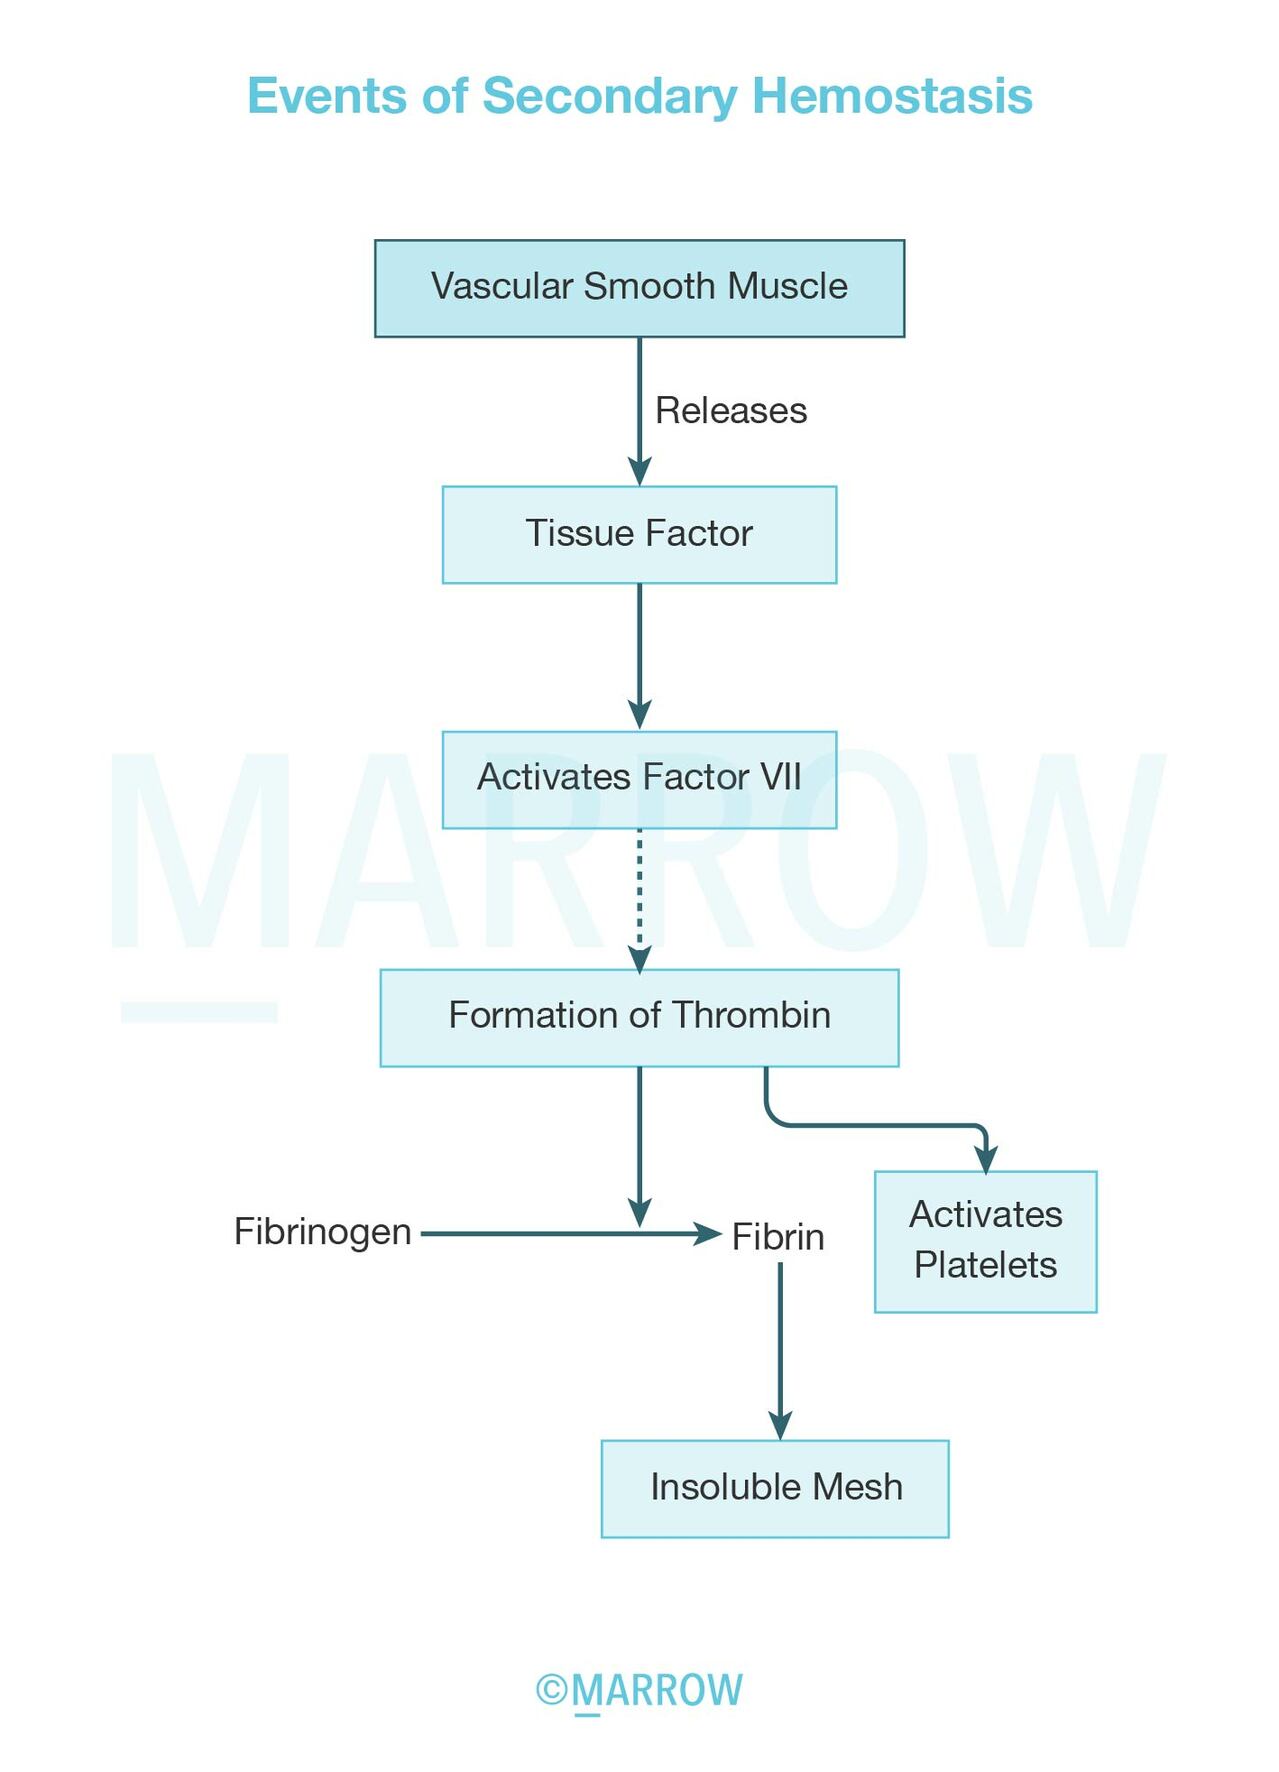 Events of Secondary Hemostasis
Vascular Smooth Muscle
Releases
Tissue Factor
Activates Factor VII
MARROW
Formation of Thrombin
Fibrinogen
Fibrin
Activates
Platelets
Insoluble Mesh
©MARROW